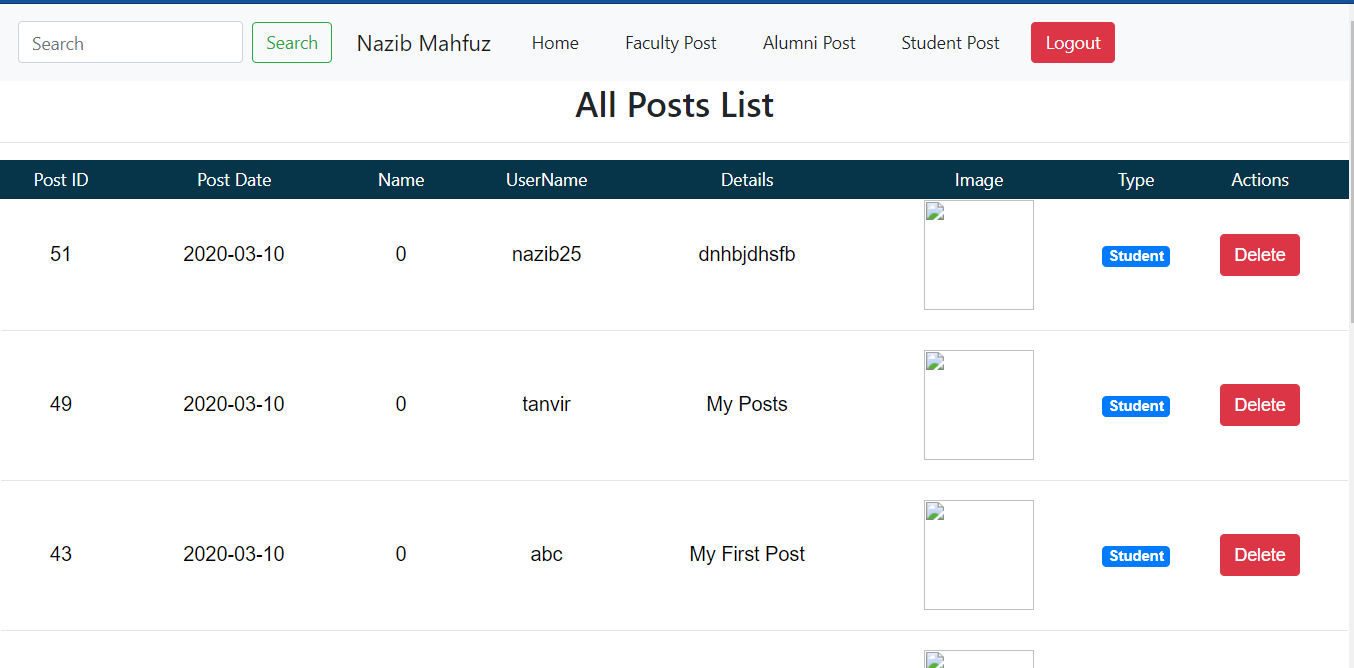 Search Search Nazib Mahfuz Home Faculty Post Alumni Post Student Post Logout
All Posts List
Post ID Post Date Name UserName Details Image Type Actions
51 2020-03-10 0 nazib25 dnhbjdhsfb Student Delete
49 2020-03-10 0 tanvir My Posts Student Delete
43 2020-03-10 0 abc My First Post Student Delete